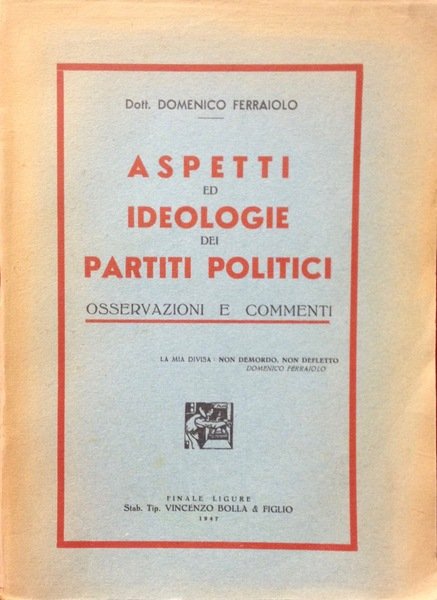 Dott. DOMENICO FERRAIOLO
ASPETTI
ED
IDEOLOGIE
DEI
PARTITI POLITICI
OSSERVAZIONI E COMMENTI
LA MIA DIVISA : NON DEMORDO, NON DEFLETTO
DOMENICO FERRAIOLO
FINALE LIGURE
Stab. Tip. VINCENZO BOLLA & FIGLIO
1947